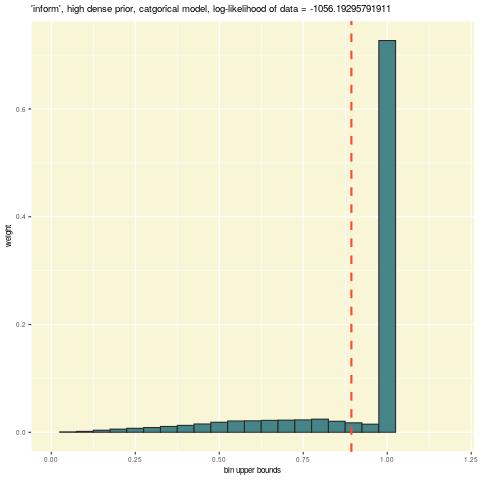 'inform', high dense prior, catgorical model, log-likelihood of data = -1056.19295791911
0.6
0.4
weight
0.2
0.0
0.00 0.25 0.50 0.75 1.00 1.25
bin upper bounds